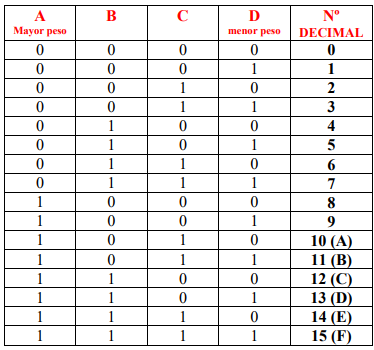 A B C D Nº
Mayor peso menor peso DECIMAL
0 0 0 0 0
0 0 0 1 1
0 0 1 0 2
0 0 1 1 3
0 1 0 0 4
0 1 0 1 5
0 1 1 0 6
0 1 1 1 7
1 0 0 0 8
1 0 0 1 9
1 0 1 0 10 (A)
1 0 1 1 11 (B)
1 1 0 0 12 (C)
1 1 0 1 13 (D)
1 1 1 0 14 (E)
1 1 1 1 15 (F)